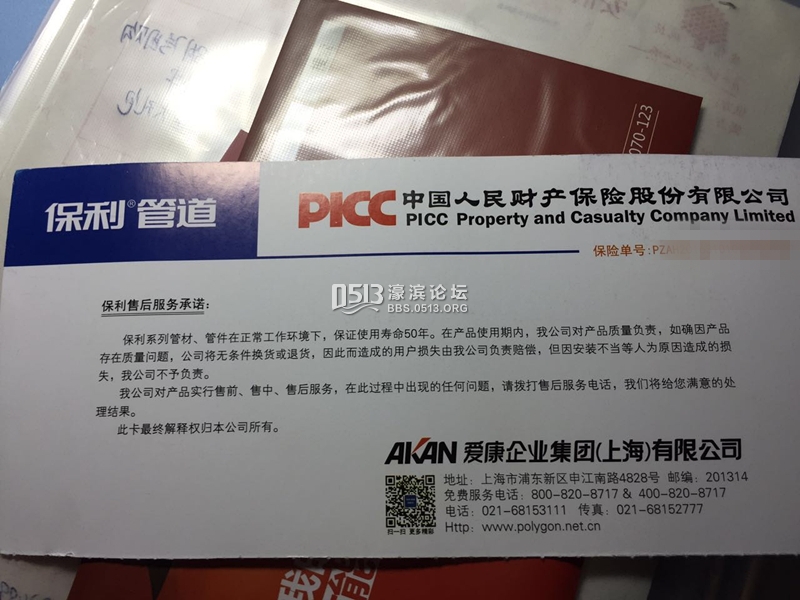 070-123
保利®管道
PICC 中国人民财产保险股份有限公司
PICC Property and Casualty Company Limited
保险单号:PZA
保利售后服务承诺:
0513 濠滨论坛
BBS.0513.ORG
保利系列管材、管件在正常工作环境下，保证使用寿命50年。在产品使用期内，我公司对产品质量负责，如确因产品
存在质量问题，公司将无条件换货或退货，因此而造成的用户损失由我公司负责赔偿，但因安装不当等人为原因造成的损
失，我公司不予负责。
我公司对产品实行售前、售中、售后服务，在此过程中出现的任何问题，请拨打售后服务电话，我们将给您满意的处
理结果。
此卡最终解释权归本公司所有。
AKAN 爱康企业集团(上海)有限公司
地址：上海市浦东新区申江南路4828号 邮编：201314
免费服务电话：800-820-8717 & 400-820-8717
电话：021-68153111 传真：021-68152777
Http: www.polygon.net.cn
扫一扫 更多精彩